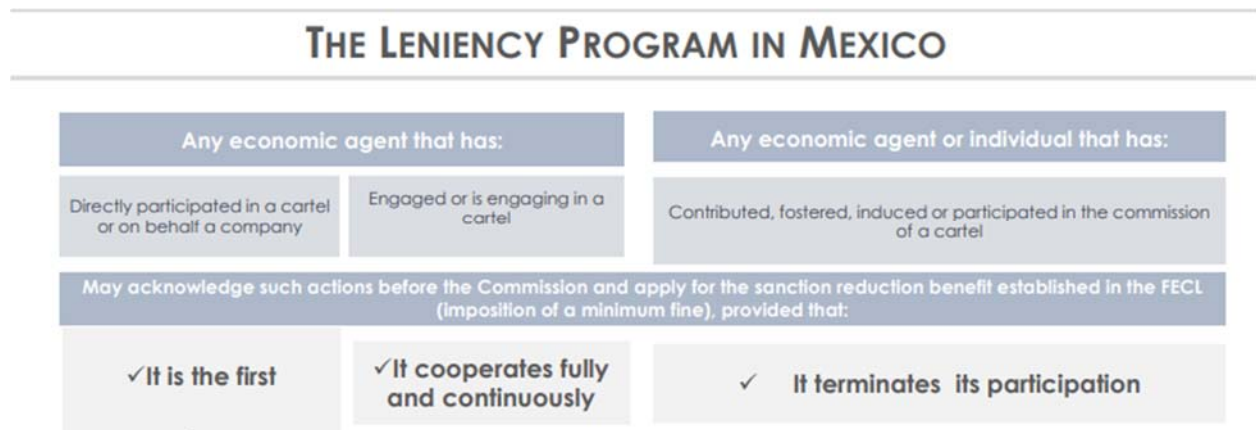 THE LENIENCY PROGRAM IN MEXICO
Any economic agent that has:
Any economic agent or individual that has:
Directly participated in a cartel
or on behalf a company
Engaged or is engaging in a
cartel
Contributed, fostered, induced or participated in the commission
of a cartel
May acknowledge such actions before the Commission and apply for the sanction reduction benefit established in the FECL
(imposition of a minimum fine), provided that:
✓It is the first
✓It cooperates fully
and continuously
✓ It terminates its participation